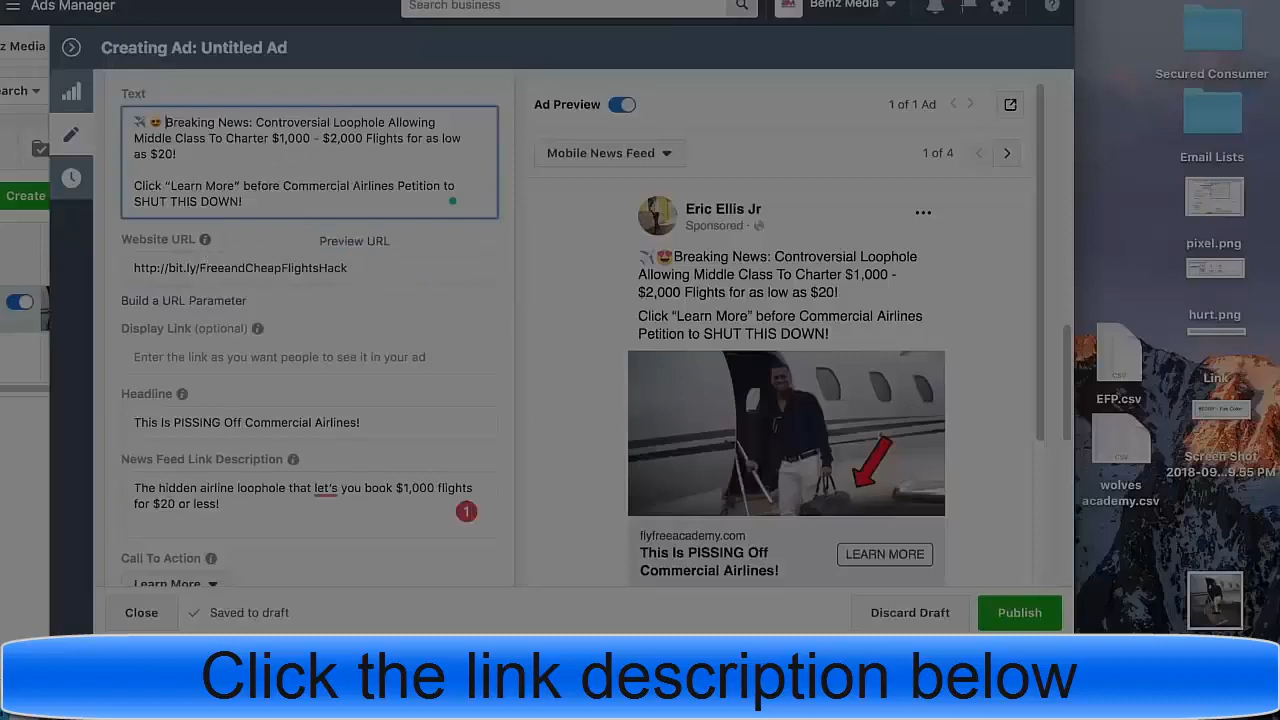 Ads Manager
Search business
Bemz Media
z Media
Creating Ad: Untitled Ad
earch
Create
Text
✈️ 😍 Breaking News: Controversial Loophole Allowing
Middle Class To Charter $1,000 - $2,000 Flights for as low
as $20!
Click “Learn More” before Commercial Airlines Petition to
SHUT THIS DOWN!
Website URL
Preview URL
http://bit.ly/FreeandCheapFlightsHack
Build a URL Parameter
Display Link (optional)
Enter the link as you want people to see it in your ad
Headline
This Is PISSING Off Commercial Airlines!
News Feed Link Description
The hidden airline loophole that let's you book $1,000 flights
for $20 or less!
1
Call To Action
Learn More
Close
Saved to draft
Discard Draft
Publish
Ad Preview
1 of 1 Ad
Mobile News Feed
1 of 4
Eric Ellis Jr
Sponsored ·
✈️😍Breaking News: Controversial Loophole
Allowing Middle Class To Charter $1,000 -
$2,000 Flights for as low as $20!
Click “Learn More” before Commercial Airlines
Petition to SHUT THIS DOWN!
flyfreeacademy.com
This Is PISSING Off
Commercial Airlines!
LEARN MORE
Secured Consumer
Email Lists
pixel.png
hurt.png
Link
CSV
EFP.csv
Screen Shot
2018-09...9.55 PM
CSV
wolves
academy.csv
Click the link description below